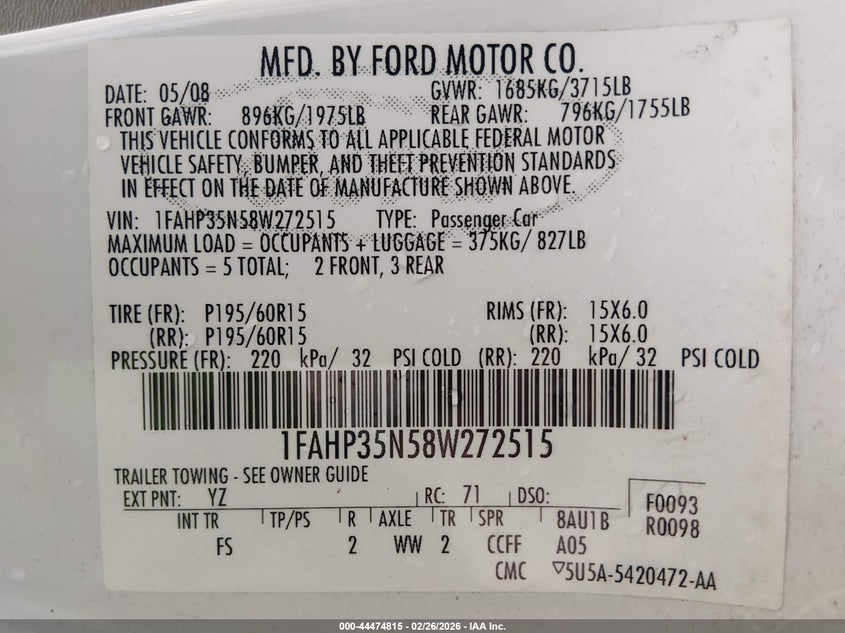 MFD. BY FORD MOTOR CO.
DATE: 05/08 GVWR: 1685KG/3715LB
FRONT GAWR: 896KG/1975LB REAR GAWR: 796KG/1755LB
THIS VEHICLE CONFORMS TO ALL APPLICABLE FEDERAL MOTOR
VEHICLE SAFETY, BUMPER, AND THEFT PREVENTION STANDARDS
IN EFFECT ON THE DATE OF MANUFACTURE SHOWN ABOVE.
VIN: 1FAHP35N58W272515 TYPE: Passenger Car
MAXIMUM LOAD = OCCUPANTS + LUGGAGE = 375KG/ 827LB
OCCUPANTS = 5 TOTAL; 2 FRONT, 3 REAR
TIRE (FR): P195/60R15 RIMS (FR): 15X6.0
(RR): P195/60R15 (RR): 15X6.0
PRESSURE (FR): 220 kPa/ 32 PSI COLD (RR): 220 kPa/ 32 PSI COLD
1FAHP35N58W272515
TRAILER TOWING - SEE OWNER GUIDE
EXT PNT: YZ RC: 71 DSO: F0093
INT TR TP/PS R AXLE TR SPR 8AU1B R0098
FS 2 WW 2 CCFF A05
CMC ▽5U5A-5420472-AA
000-44474815 - 02/26/2026 - IAA Inc.